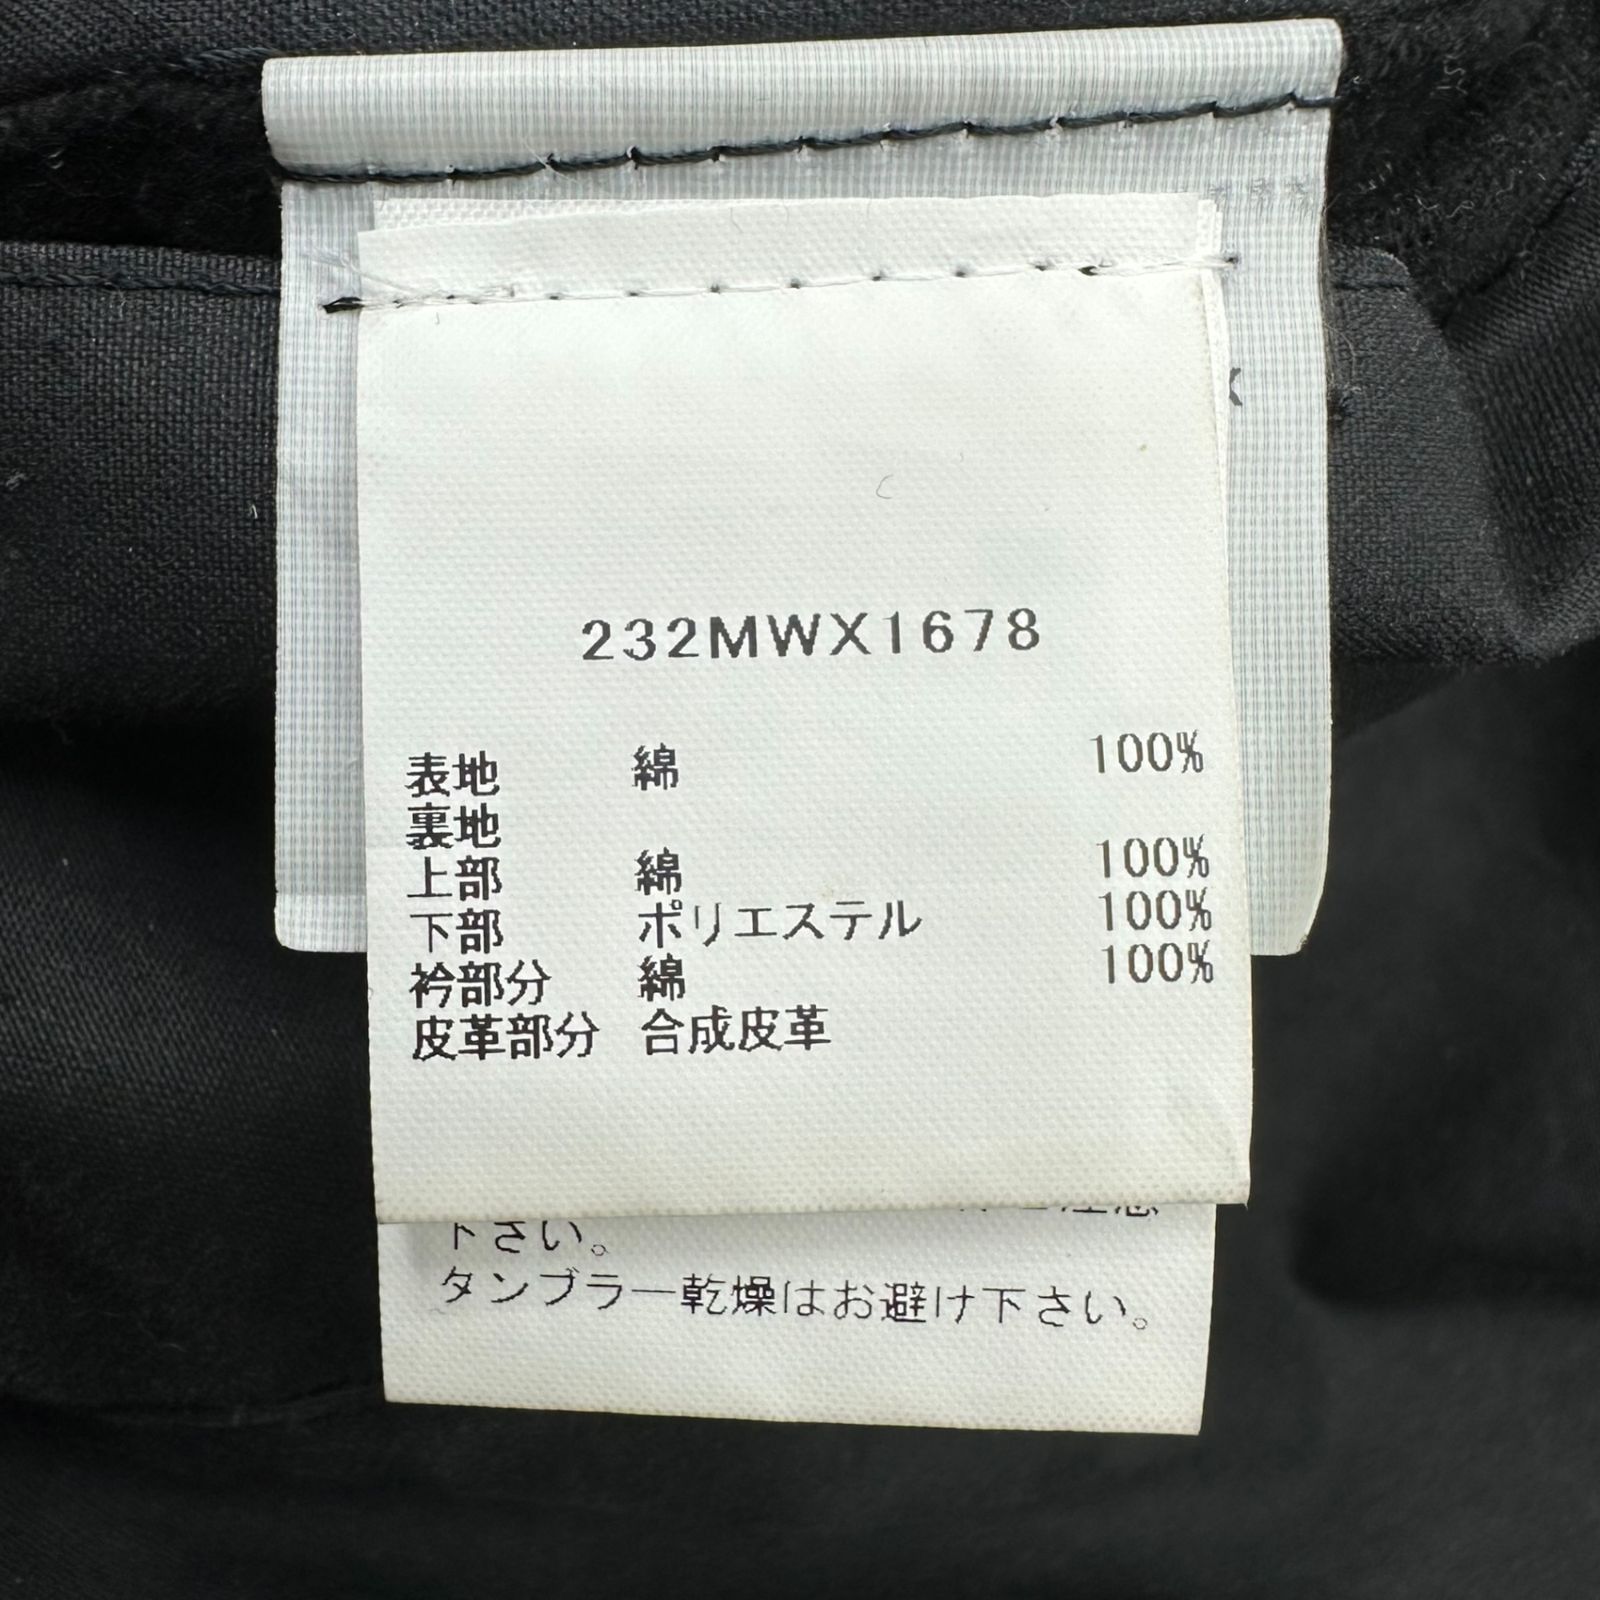 232MWX1678
表地 綿 100%
裏地
上部 綿 100%
下部 ポリエステル 100%
衿部分 綿 100%
皮革部分 合成皮革
下さい。
タンブラー乾燥はお避け下さい。